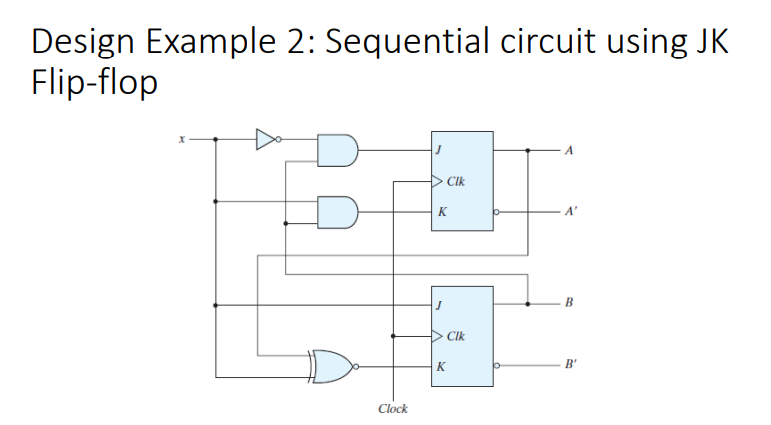 Design Example 2: Sequential circuit using JK
Flip-flop
x
J
A
Clk
K
A'
J
B
Clk
K
B'
Clock